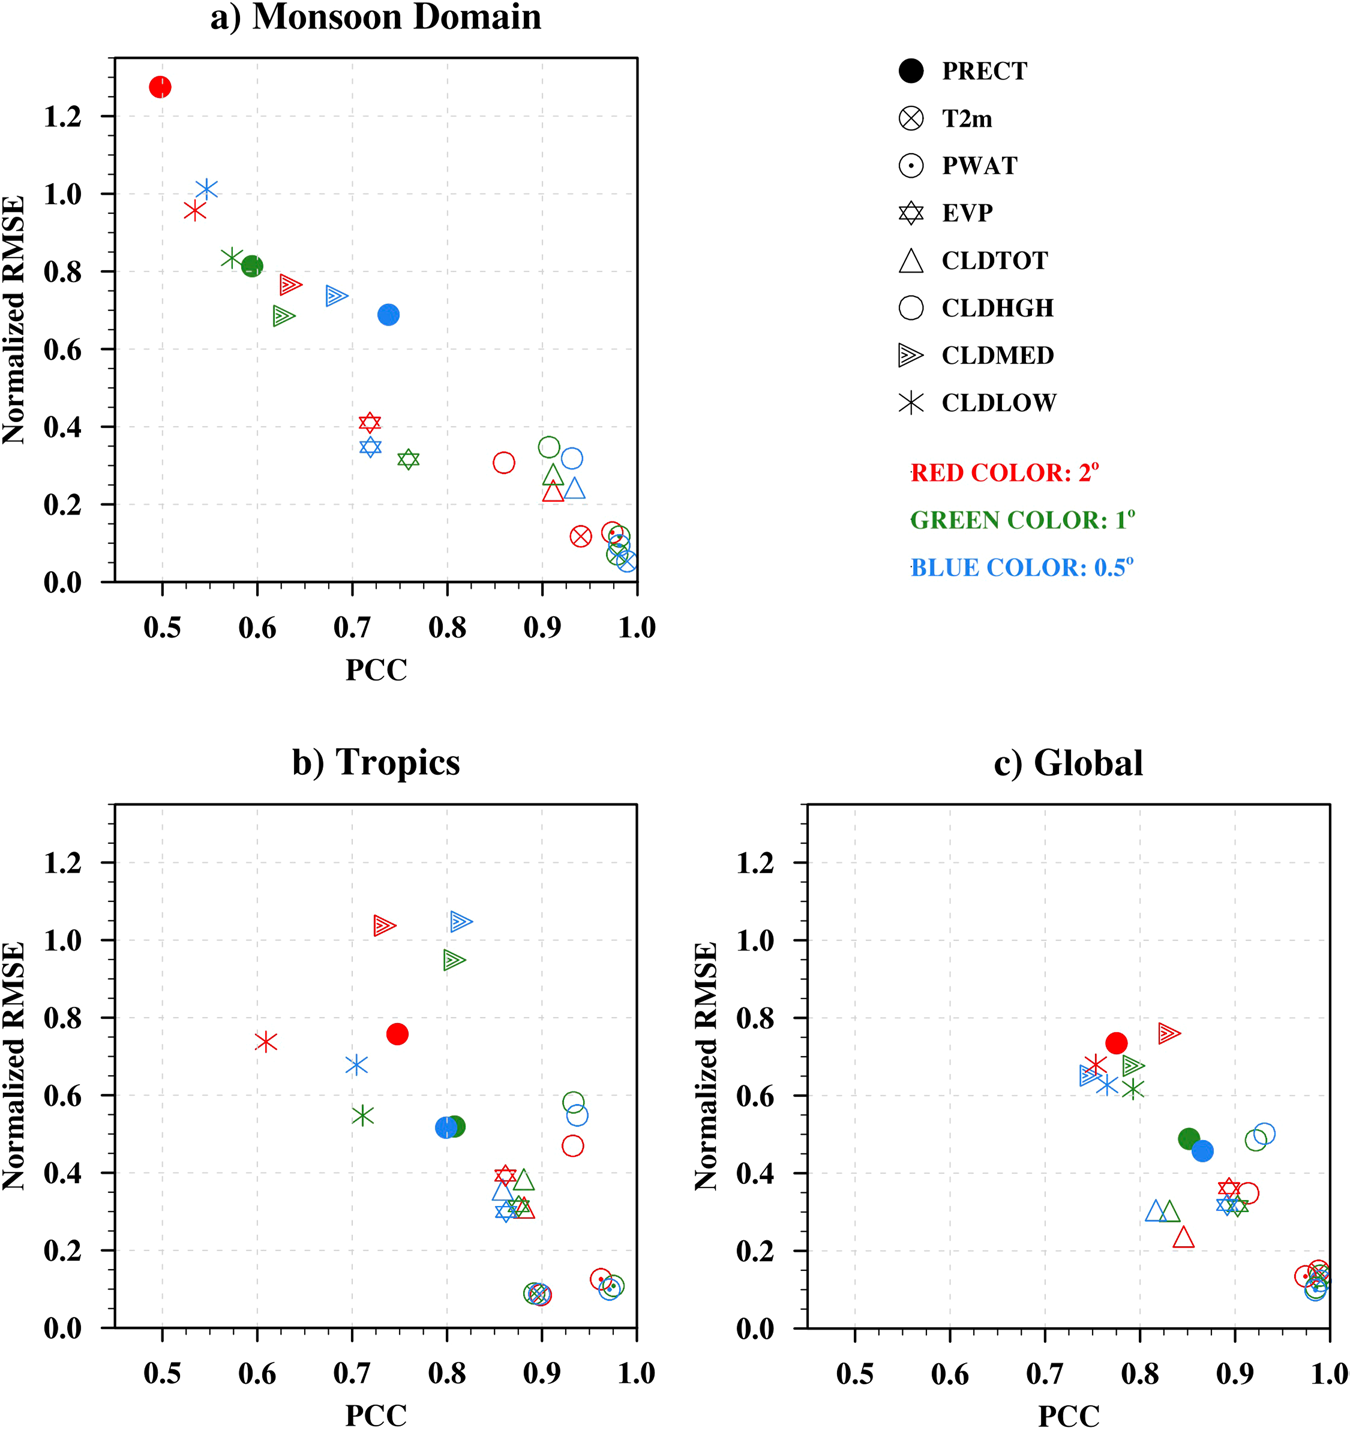 a) Monsoon Domain
Normalized RMSE
1.2
1.0
0.8
0.6
0.4
0.2
0.0
0.5 0.6 0.7 0.8 0.9 1.0
PCC
PRECT
T2m
PWAT
EVP
CLDTOT
CLDHGH
CLDMED
CLDLOW
RED COLOR: 2°
GREEN COLOR: 1°
BLUE COLOR: 0.5°
b) Tropics
Normalized RMSE
1.2
1.0
0.8
0.6
0.4
0.2
0.0
0.5 0.6 0.7 0.8 0.9 1.0
PCC
c) Global
Normalized RMSE
1.2
1.0
0.8
0.6
0.4
0.2
0.0
0.5 0.6 0.7 0.8 0.9 1.0
PCC